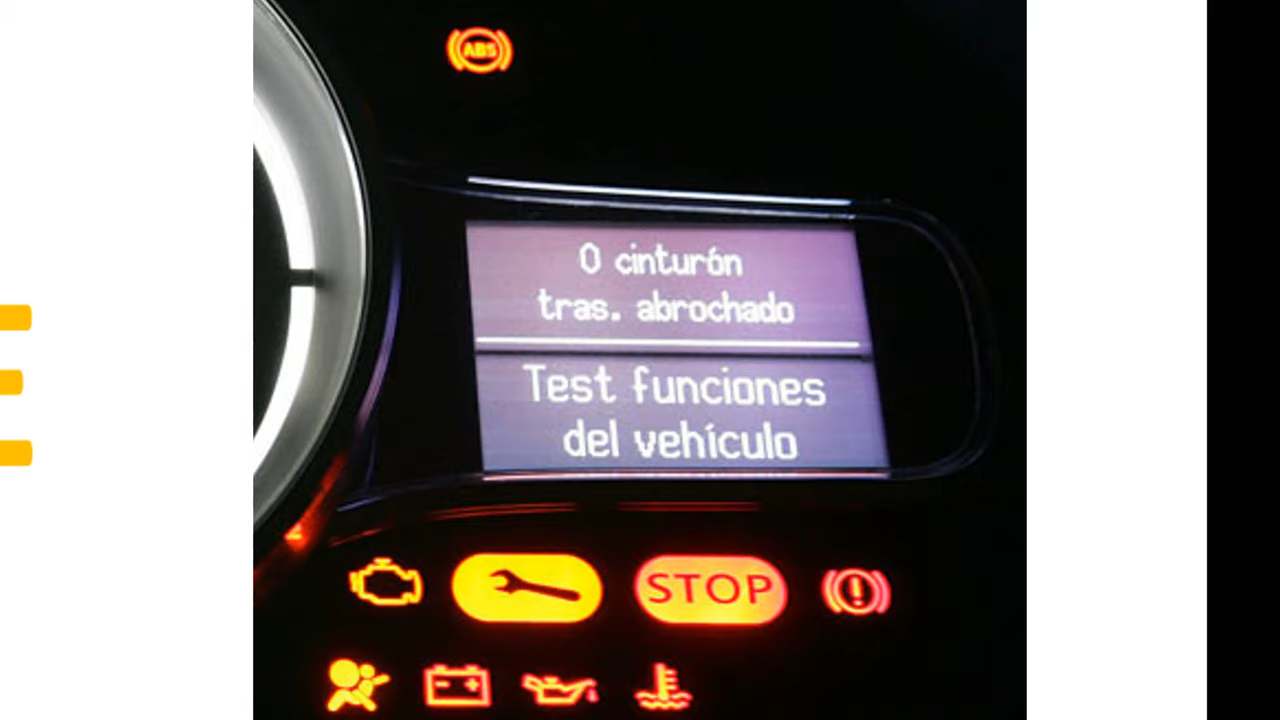 ABS
0 cinturón
tras. abrochado
Test funciones
del vehículo
STOP